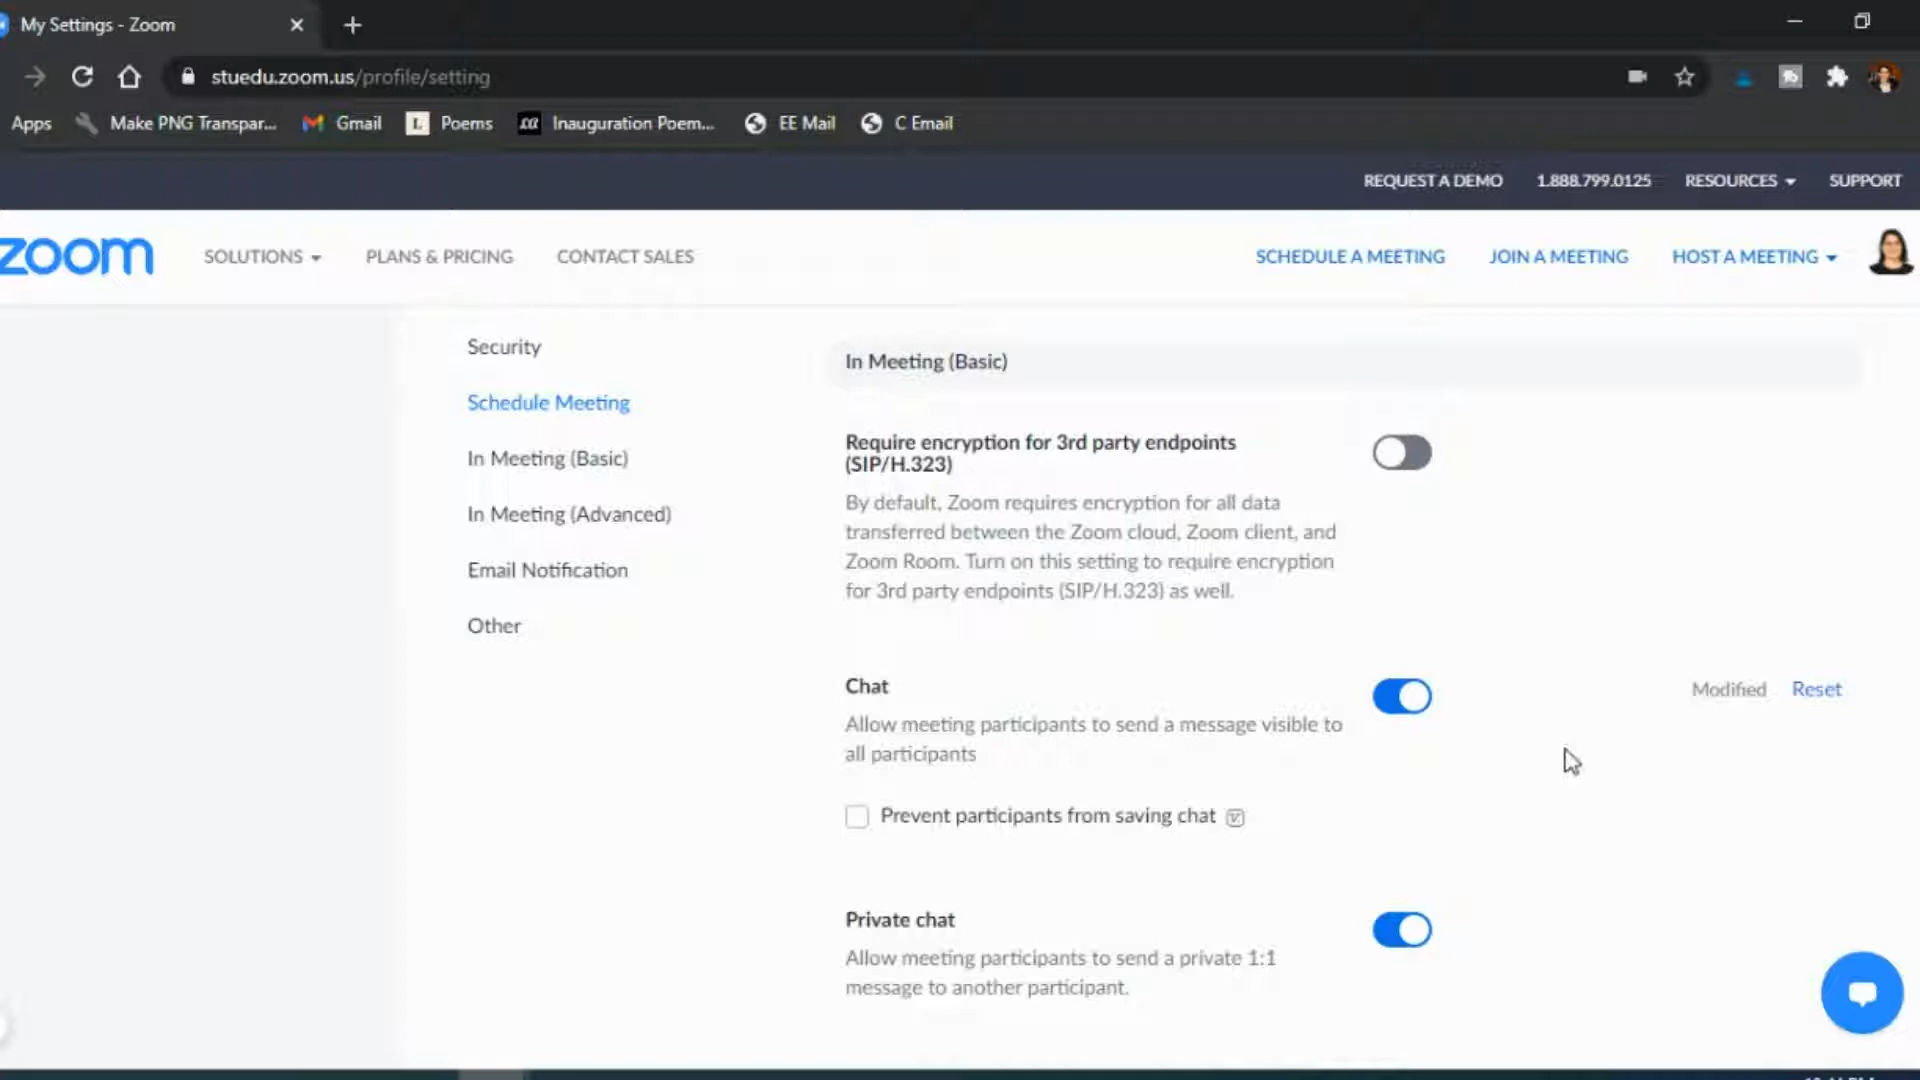 My Settings - Zoom
stuedu.zoom.us/profile/setting
Apps Make PNG Transpar... Gmail Poems Inauguration Poem... EE Mail C Email
REQUEST A DEMO 1.888.799.0125 RESOURCES SUPPORT
zoom SOLUTIONS PLANS & PRICING CONTACT SALES SCHEDULE A MEETING JOIN A MEETING HOST A MEETING
Security
Schedule Meeting
In Meeting (Basic)
In Meeting (Advanced)
Email Notification
Other
In Meeting (Basic)
Require encryption for 3rd party endpoints
(SIP/H.323)
By default, Zoom requires encryption for all data
transferred between the Zoom cloud, Zoom client, and
Zoom Room. Turn on this setting to require encryption
for 3rd party endpoints (SIP/H.323) as well.
Chat
Modified Reset
Allow meeting participants to send a message visible to
all participants
Prevent participants from saving chat
Private chat
Allow meeting participants to send a private 1:1
message to another participant.